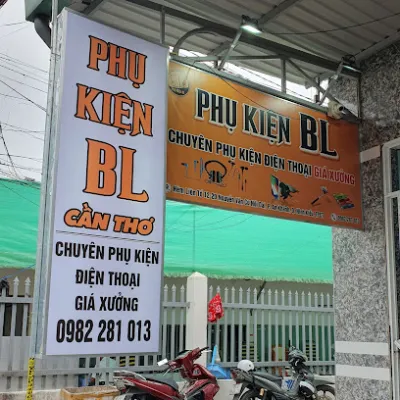 PHỤ
KIỆN
BL
CẦN THƠ
CHUYÊN PHỤ KIỆN
ĐIỆN THOẠI
GIÁ XƯỞNG
0982 281 013
PHỤ KIỆN BL
CHUYÊN PHỤ KIỆN ĐIỆN THOẠI GIÁ XƯỞNG